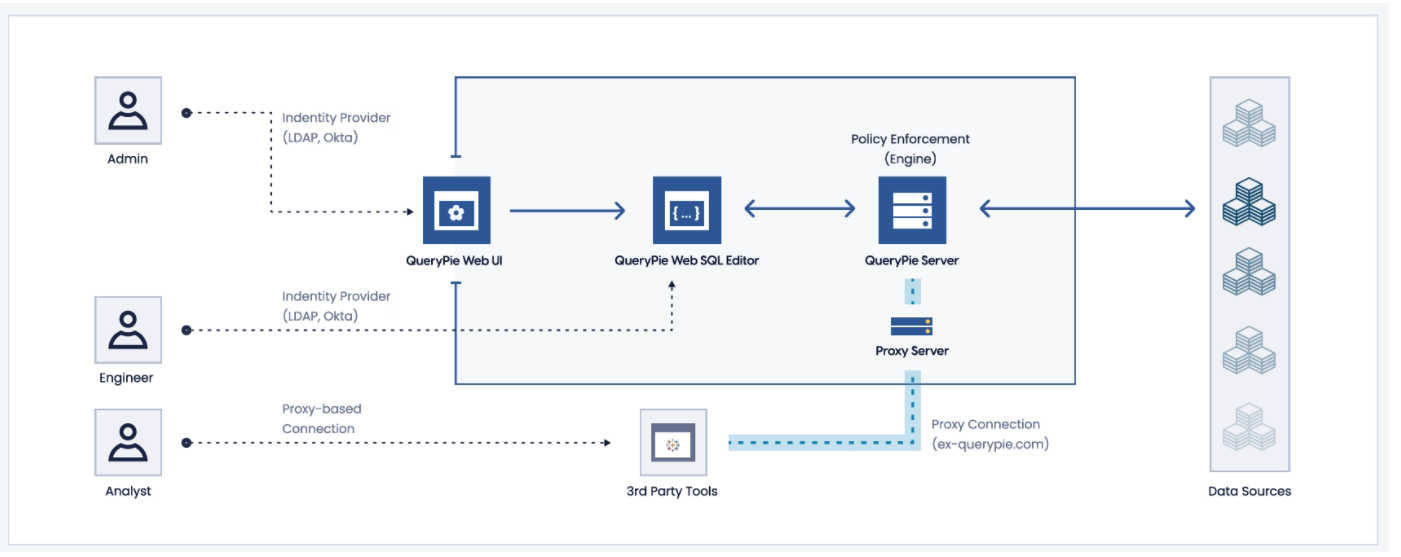 Indentity Provider
(LDAP, Okta)
Admin
Policy Enforcement
(Engine)
{...}
QueryPie Web UI
QueryPie Web SQL Editor
QueryPie Server
Indentity Provider
(LDAP, Okta)
Proxy Server
Engineer
Proxy-based
Connection
Proxy Connection
(ex-querypie.com)
Analyst
3rd Party Tools
Data Sources